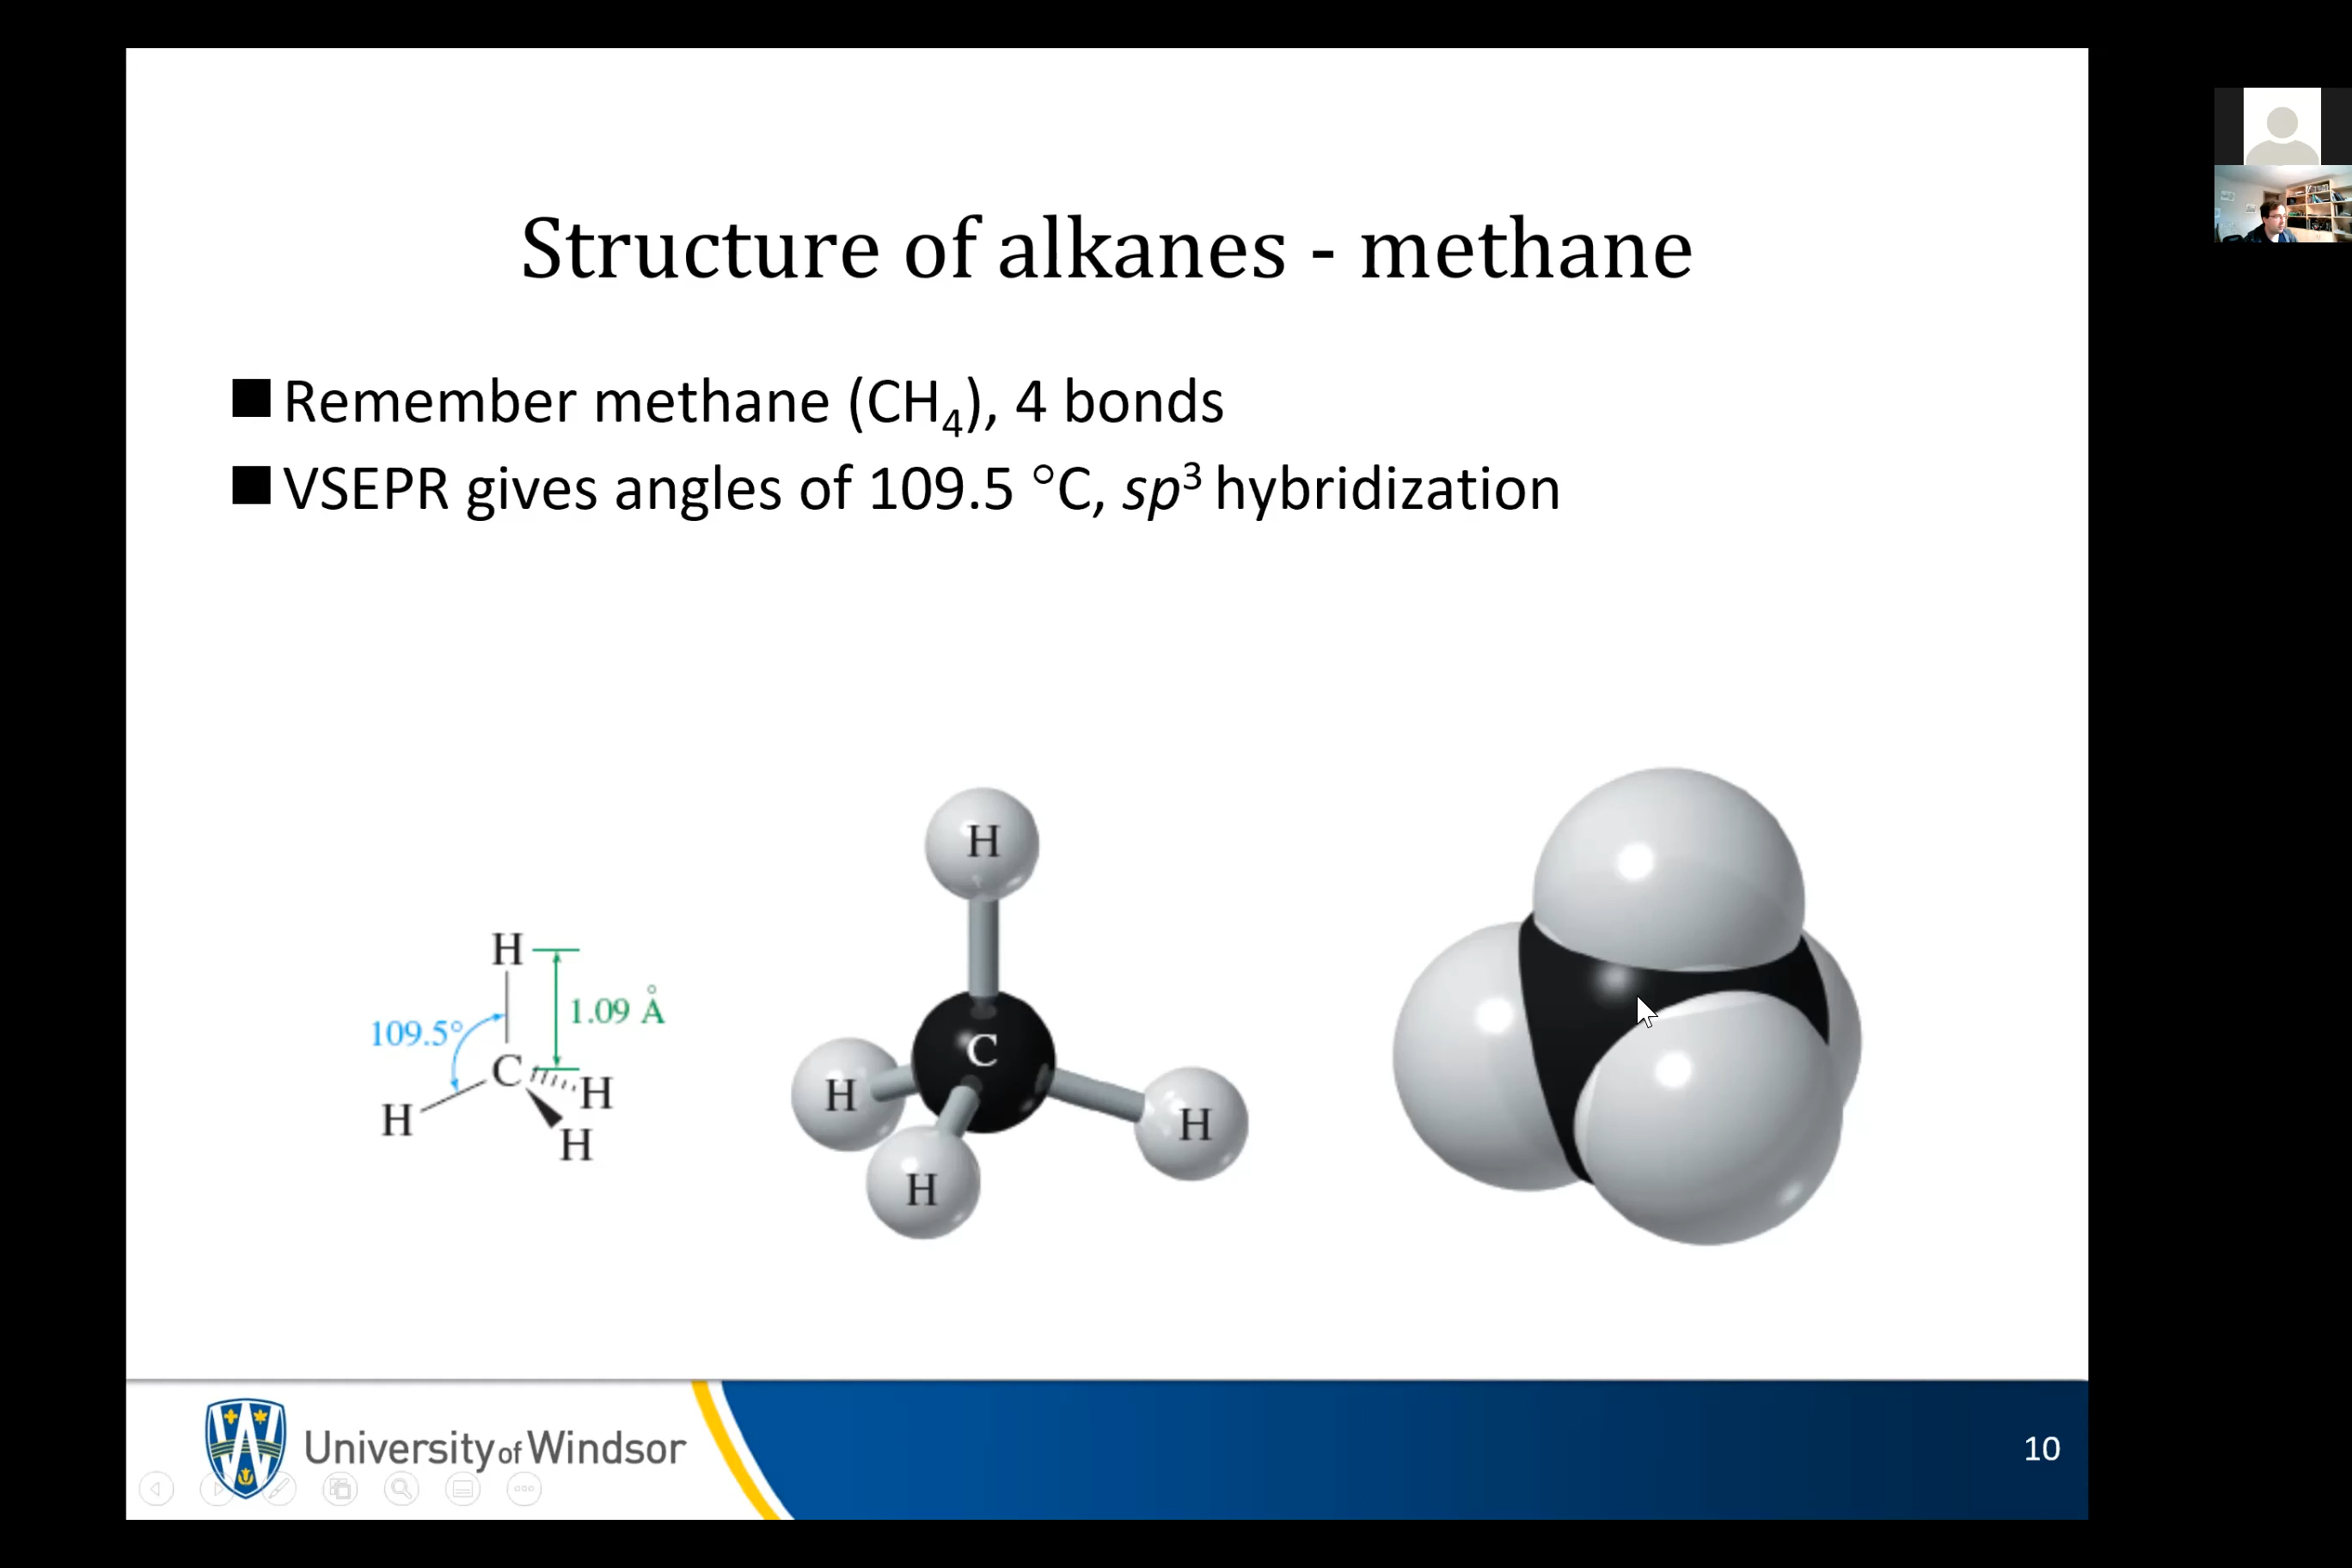 Structure of alkanes - methane
■ Remember methane (CH₄), 4 bonds
■ VSEPR gives angles of 109.5 °C, sp³ hybridization
H
1.09 Å
109.5°
C
H
H
H
H
C
H
H
H
University of Windsor
10